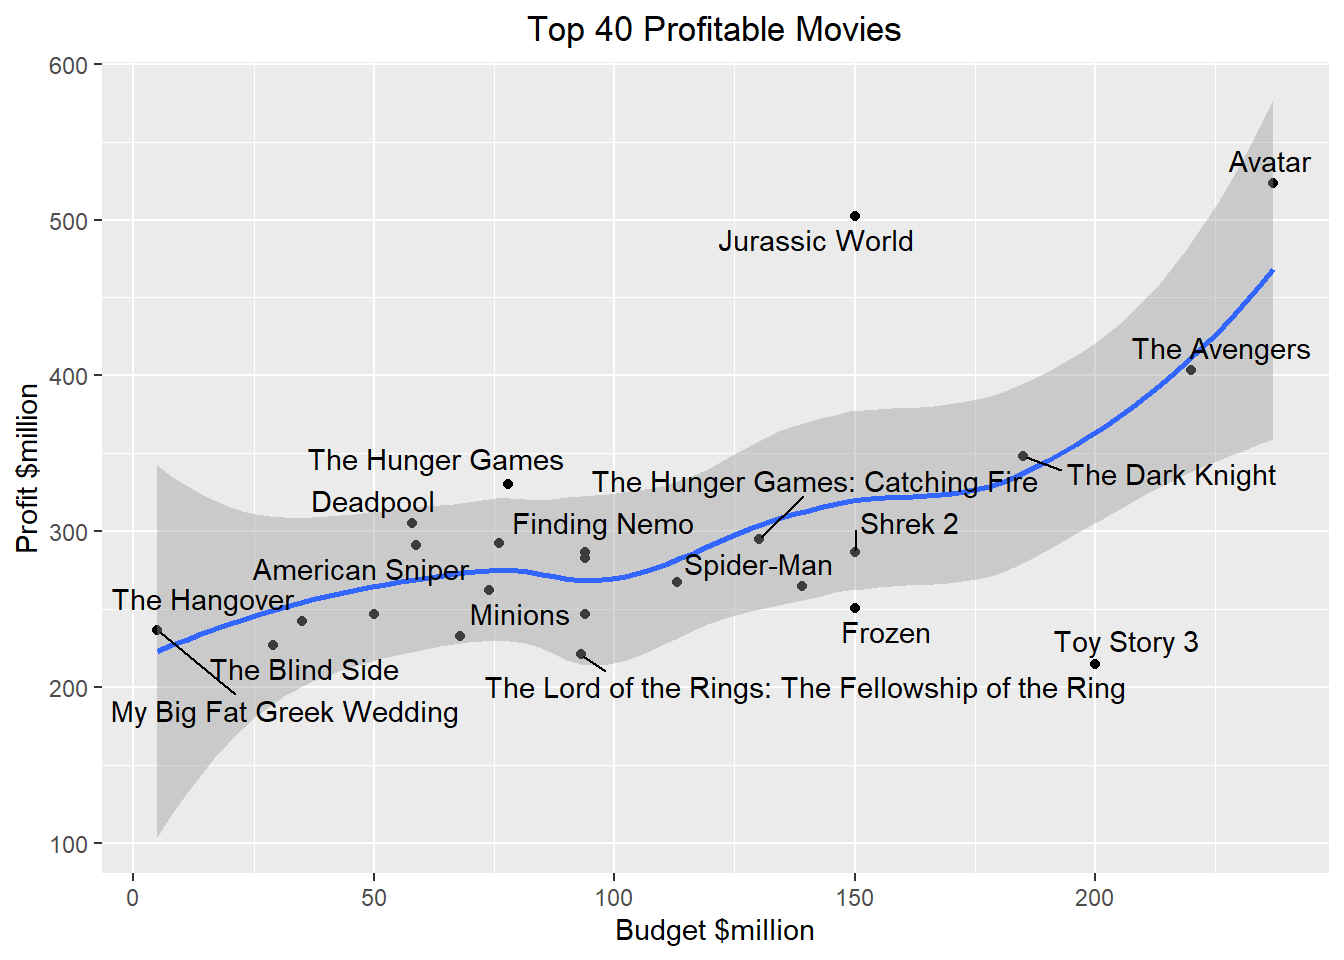 Top 40 Profitable Movies
600
Avatar
500
Jurassic World
The Avengers
400
The Hunger Games
The Dark Knight
The Hunger Games: Catching Fire
Deadpool
Finding Nemo
Shrek 2
300
Spider-Man
American Sniper
The Hangover
Minions
Frozen
Toy Story 3
The Blind Side
200
The Lord of the Rings: The Fellowship of the Ring
My Big Fat Greek Wedding
100
0
50
100
150
200
Budget $million
Profit $million